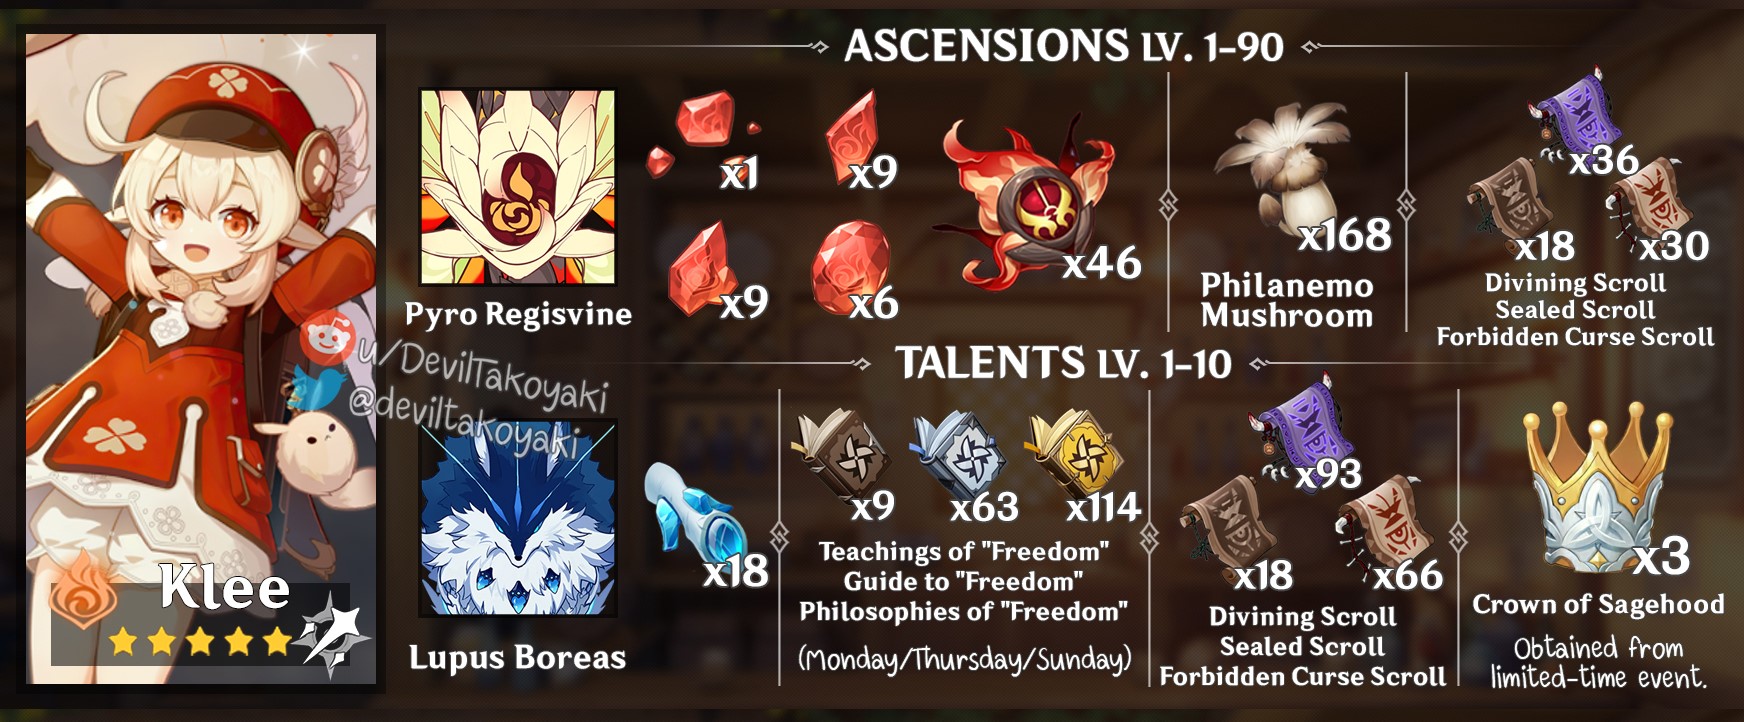 ASCENSIONS LV. 1-90
x1
x9
x9
x6
x46
x168
x36
x18
x30
Pyro Regisvine
Philanemo
Mushroom
Divining Scroll
Sealed Scroll
Forbidden Curse Scroll
u/DevilTakoyaki
@deviltakoyaki
TALENTS LV. 1-10
x18
x9
x63
x114
x93
x18
x66
x3
Teachings of "Freedom"
Guide to "Freedom"
Philosophies of "Freedom"
(Monday/Thursday/Sunday)
Divining Scroll
Sealed Scroll
Forbidden Curse Scroll
Crown of Sagehood
Obtained from
limited-time event.
Klee
Lupus Boreas